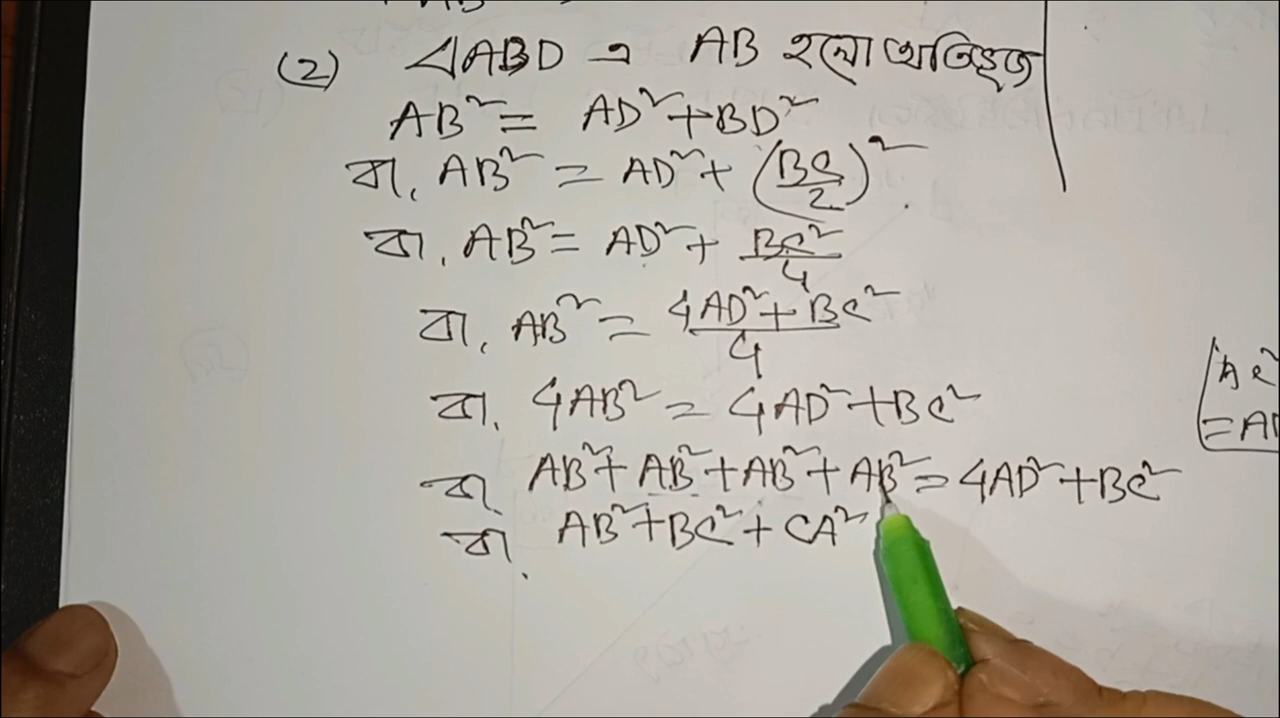 (2) ⊿ABD এ AB হলো অতিভুজ
AB² = AD² + BD²
বা, AB² = AD² + (BC/2)²
বা, AB² = AD² + BC²/4
বা, AB² = 4AD² + BC²/4
বা, 4AB² = 4AD² + BC²
বা, AB² + AB² + AB² + AB² = 4AD² + BC²
বা, AB² + BC² + CA²